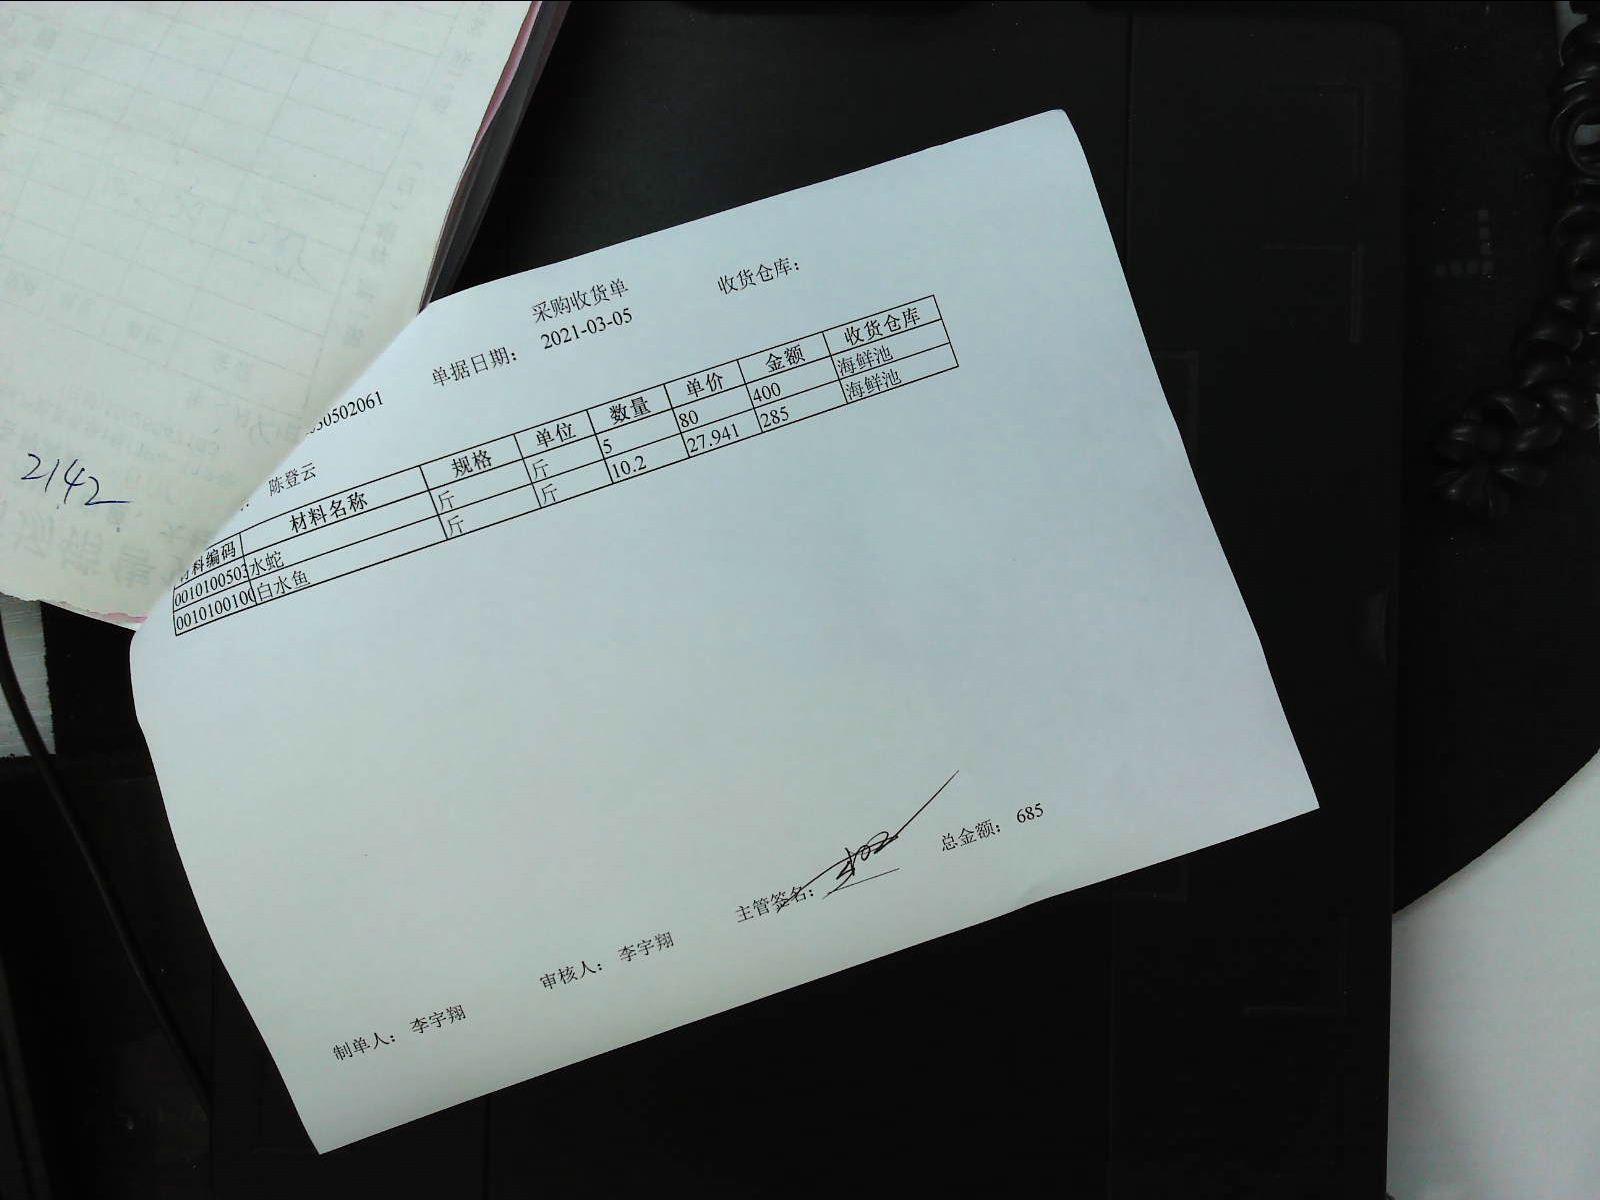 采购收货单 收货仓库：
单据日期： 2021-03-05
0502061
陈登云
材料编码 材料名称 规格 单位 数量 单价 金额 收货仓库
0010100503 水蛇 斤 斤 5 80 400 海鲜池
0010100100 白水鱼 斤 斤 10.2 27.941 285 海鲜池
制单人： 李宇翔 审核人： 李宇翔 主管签名： 总金额： 685
2142